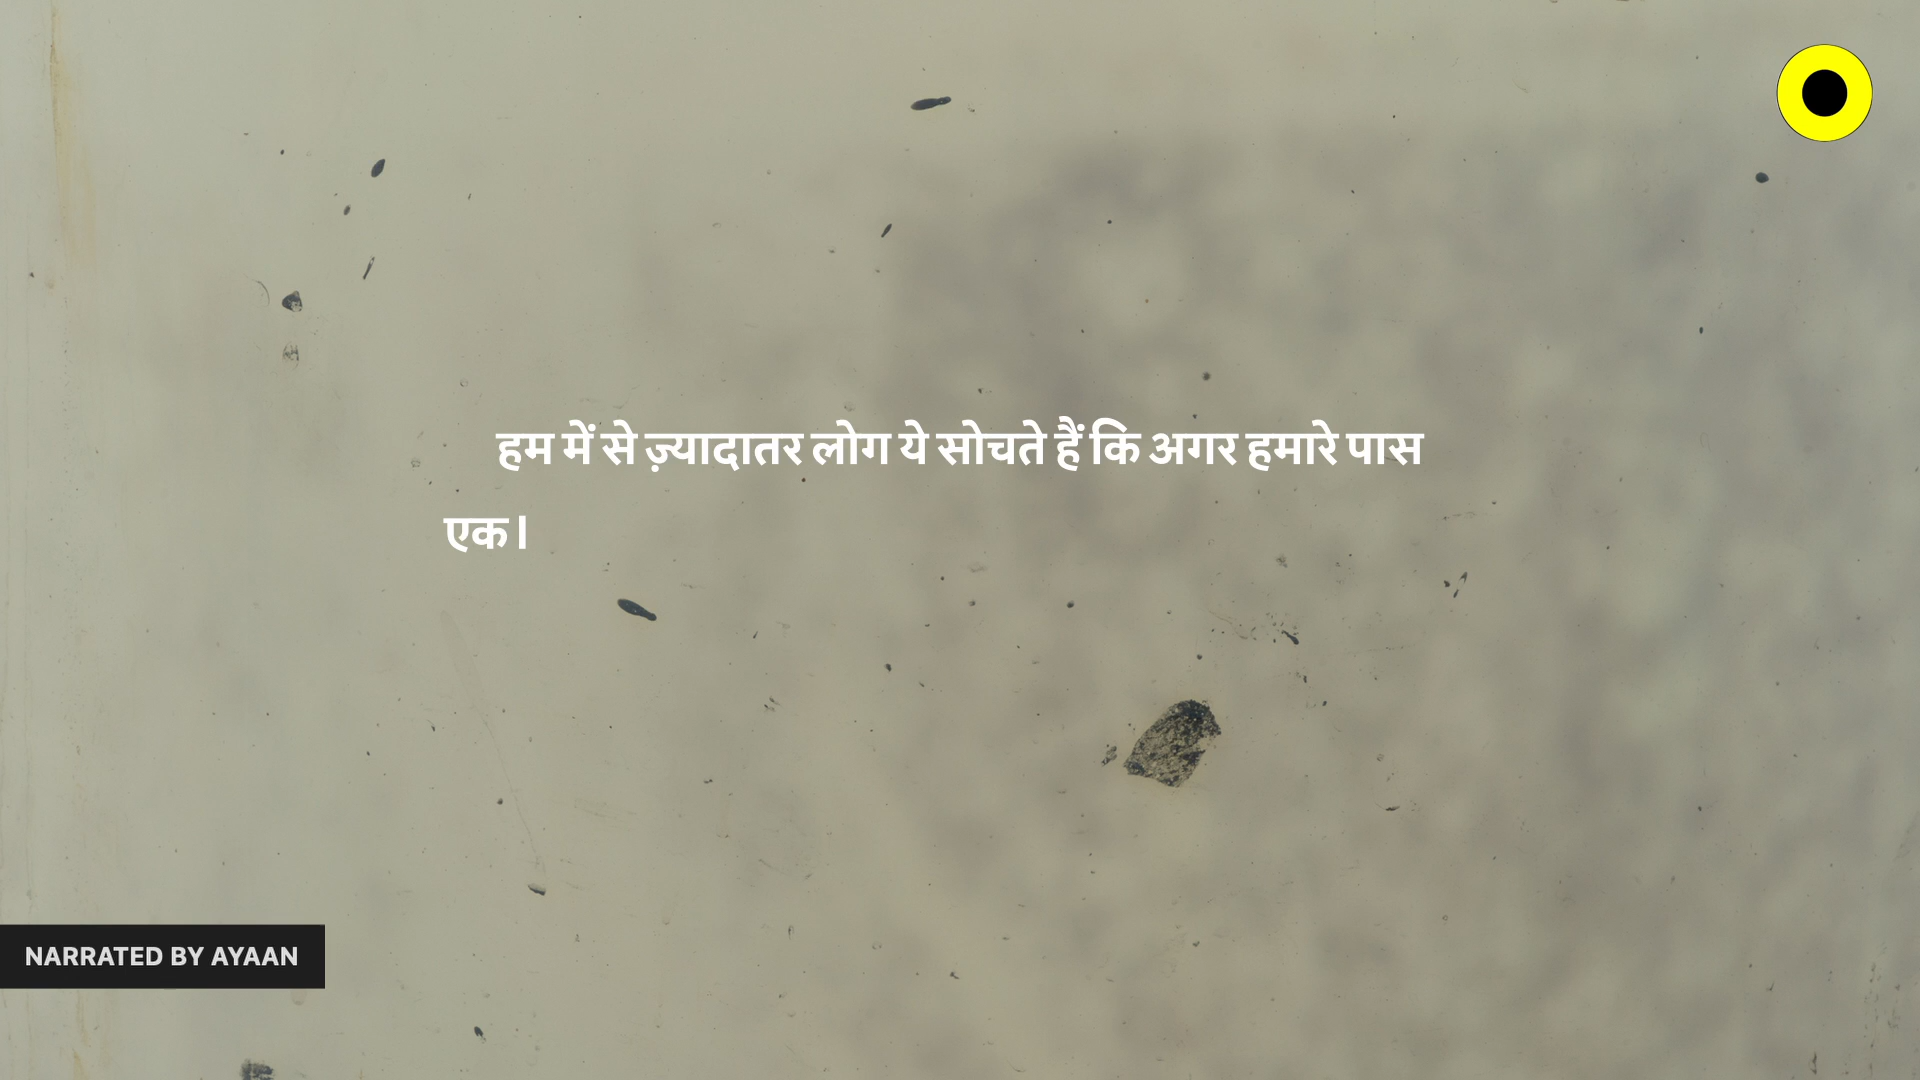 हम में से ज़्यादातर लोग ये सोचते हैं कि अगर हमारे पास
एक।
NARRATED BY AYAAN